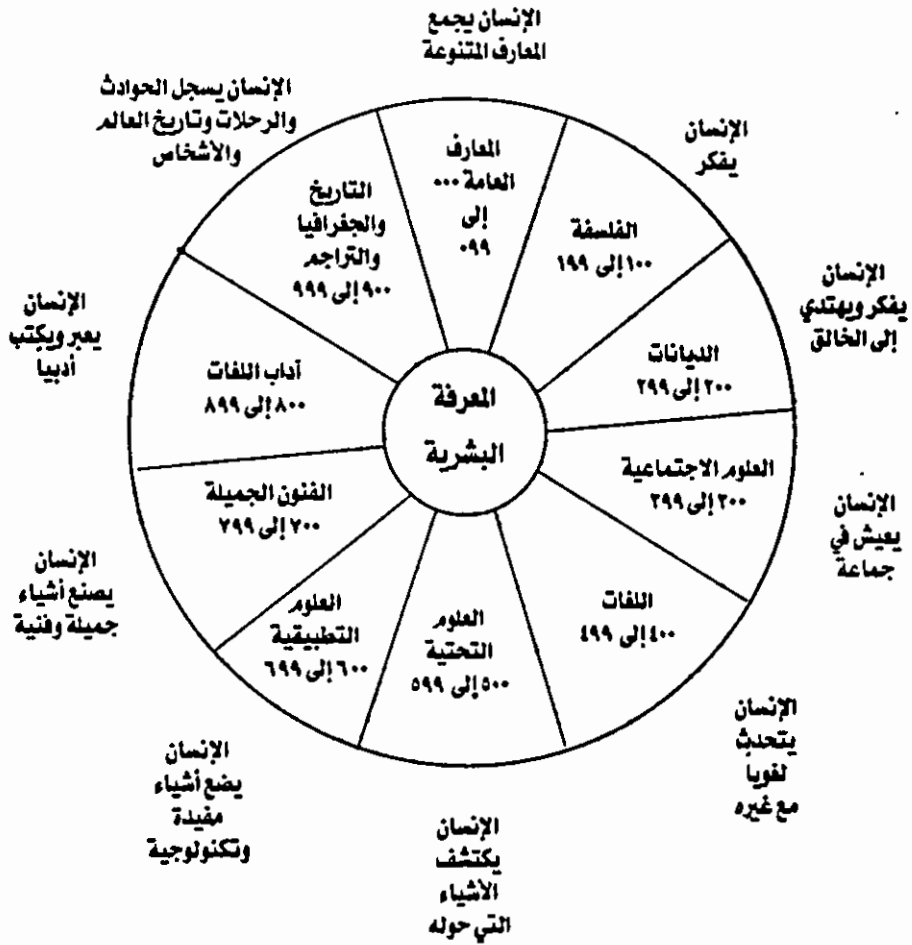 الإنسان يجمع
المعارف المتنوعة
الإنسان
يفكر
الإنسان
يفكر ويهتدي
إلى الخالق
الإنسان
يعيش في
جماعة
الإنسان
يتحدث
لغويا
مع غيره
الإنسان
يكتشف
الأشياء
التي حوله
الإنسان
يضع أشياء
مفيدة
وتكنولوجية
الإنسان
يصنع أشياء
جميلة وفنية
الإنسان
يعبر ويكتب
أدبيا
الإنسان يسجل الحوادث
والرحلات وتاريخ العالم
والأشخاص
المعارف
العامة ٠٠٠
إلى
٠٩٩
الفلسفة
١٠٠ إلى ١٩٩
الديانات
٢٠٠ إلى ٢٩٩
العلوم الاجتماعية
٣٠٠ إلى ٣٩٩
اللغات
٤٠٠ إلى ٤٩٩
العلوم
التحتية
٥٠٠ إلى ٥٩٩
العلوم
التطبيقية
٦٠٠ إلى ٦٩٩
الفنون الجميلة
٧٠٠ إلى ٧٩٩
آداب اللغات
٨٠٠ إلى ٨٩٩
التاريخ
والجغرافيا
والتراجم
٩٠٠ إلى ٩٩٩
المعرفة
البشرية